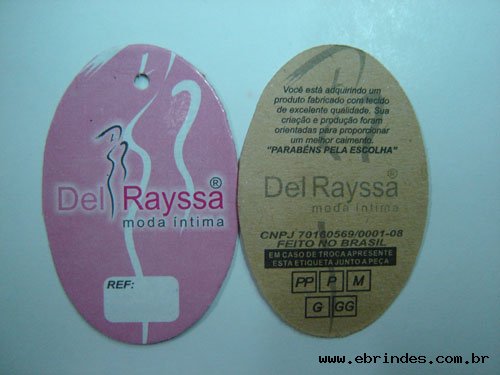 Del Rayssa®
moda íntima
REF:
Você está adquirindo um
produto fabricado com tecido
de excelente qualidade. Sua
criação e produção foram
orientadas para proporcionar
um melhor caimento.
"PARABÉNS PELA ESCOLHA"
Del Rayssa®
moda íntima
CNPJ 70160569/0001-08
FEITO NO BRASIL
EM CASO DE TROCA APRESENTE
ESTA ETIQUETA JUNTO A PEÇA
PP P M
G GG
www.ebrindes.com.br